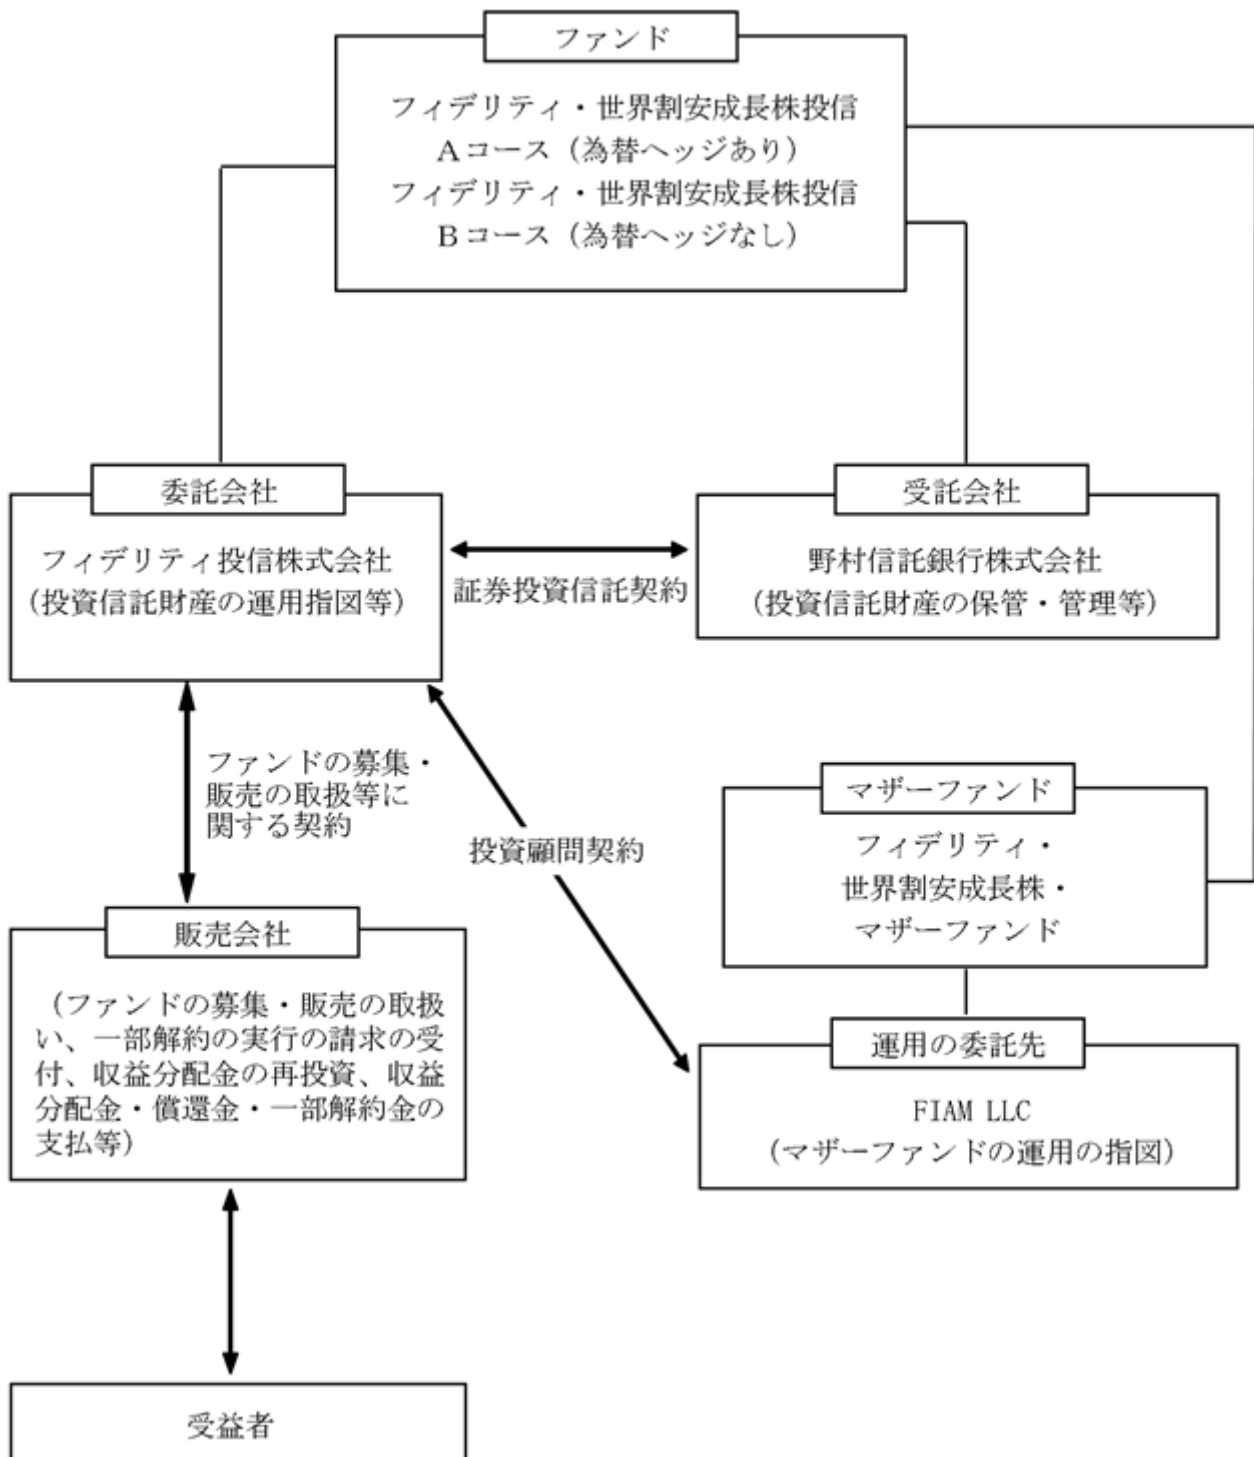 ファンド
フィデリティ・世界割安成長株投信
Aコース（為替ヘッジあり）
フィデリティ・世界割安成長株投信
Bコース（為替ヘッジなし）
委託会社
フィデリティ投信株式会社
（投資信託財産の運用指図等）
証券投資信託契約
受託会社
野村信託銀行株式会社
（投資信託財産の保管・管理等）
ファンドの募集・
販売の取扱等に
関する契約
投資顧問契約
マザーファンド
フィデリティ・
世界割安成長株・
マザーファンド
販売会社
（ファンドの募集・販売の取扱
い、一部解約の実行の請求の受
付、収益分配金の再投資、収益
分配金・償還金・一部解約金の
支払等）
運用の委託先
FIAM LLC
（マザーファンドの運用の指図）
受益者